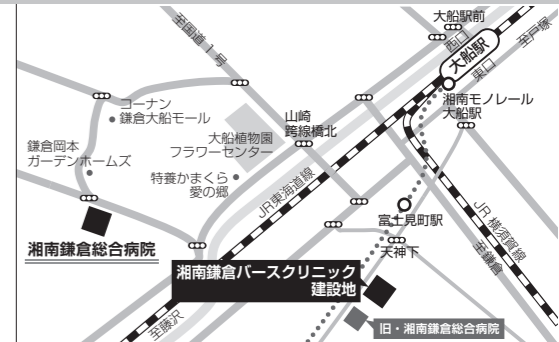 大船駅前
至国道1号
西口
大船駅
至戸塚
東口
コーナン
鎌倉大船モール
山崎
跨線橋北
湘南モノレール
大船駅
大船植物園
フラワーセンター
鎌倉岡本
ガーデンホームズ
特養かまくら
愛の郷
JR東海道線
富士見町駅
JR横須賀線
至鎌倉
湘南鎌倉総合病院
天神下
湘南鎌倉バースクリニック
建設地
至藤沢
旧・湘南鎌倉総合病院